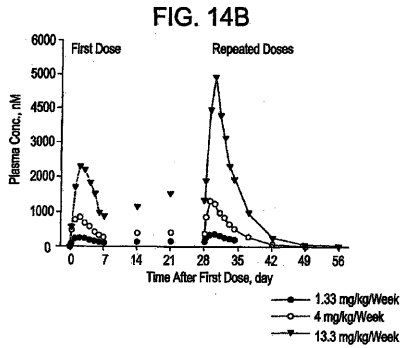 FIG. 14B
First Dose
Repeated Doses
Plasma Conc., nM
6000
5000
4500
3000
2000
1000
0
0 7 14 21 28 35 42 49 56
Time After First Dose, day
1.33 mg/kg/Week
4 mg/kg/Week
13.3 mg/kg/Week